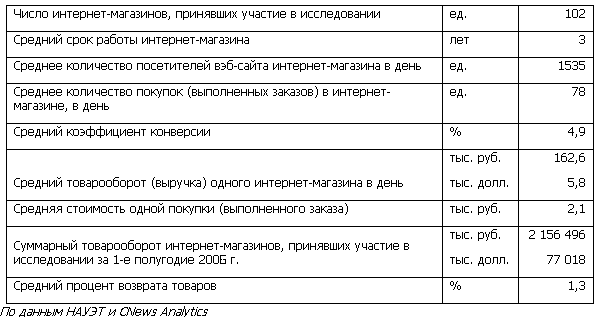 Число интернет-магазинов, принявших участие в исследовании ед. 102
Средний срок работы интернет-магазина лет 3
Среднее количество посетителей вэб-сайта интернет-магазина в день ед. 1535
Среднее количество покупок (выполненных заказов) в интернет- ед. 78
магазине, в день
Средний коэффициент конверсии % 4,9
тыс. руб. 162,6
Средний товарооборот (выручка) одного интернет-магазина в день тыс. долл. 5,8
Средняя стоимость одной покупки (выполненного заказа) тыс. руб. 2,1
тыс. руб. 2 156 496
Суммарный товарооборот интернет-магазинов, принявших участие в
исследовании за 1-е полугодие 200Б г. тыс. долл. 77 018
Средний процент возврата товаров % 1,3
По данным НАУЭТ и CNews Analytics